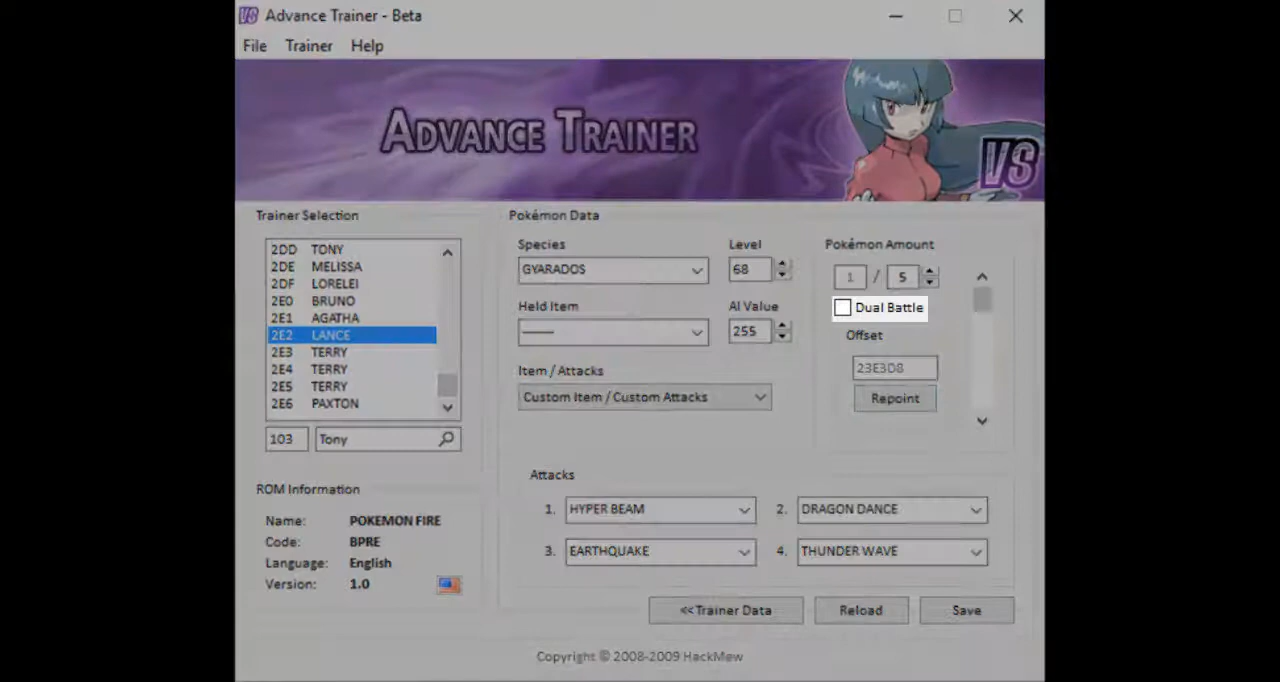 Advance Trainer - Beta
File Trainer Help
ADVANCE TRAINER
VS
Trainer Selection
2DD TONY
2DE MELISSA
2DF LORELEI
2E0 BRUNO
2E1 AGATHA
2E2 LANCE
2E3 TERRY
2E4 TERRY
2E5 TERRY
2E6 PAXTON
103 Tony
ROM Information
Name: POKEMON FIRE
Code: BPRE
Language: English
Version: 1.0
Pokémon Data
Species
GYARADOS
Level
68
Held Item
AI Value
255
Item / Attacks
Custom Item / Custom Attacks
Pokémon Amount
1 / 5
Dual Battle
Offset
23E3D8
Repoint
Attacks
1. HYPER BEAM 2. DRAGON DANCE
3. EARTHQUAKE 4. THUNDER WAVE
<<Trainer Data Reload Save
Copyright © 2008-2009 HackMew